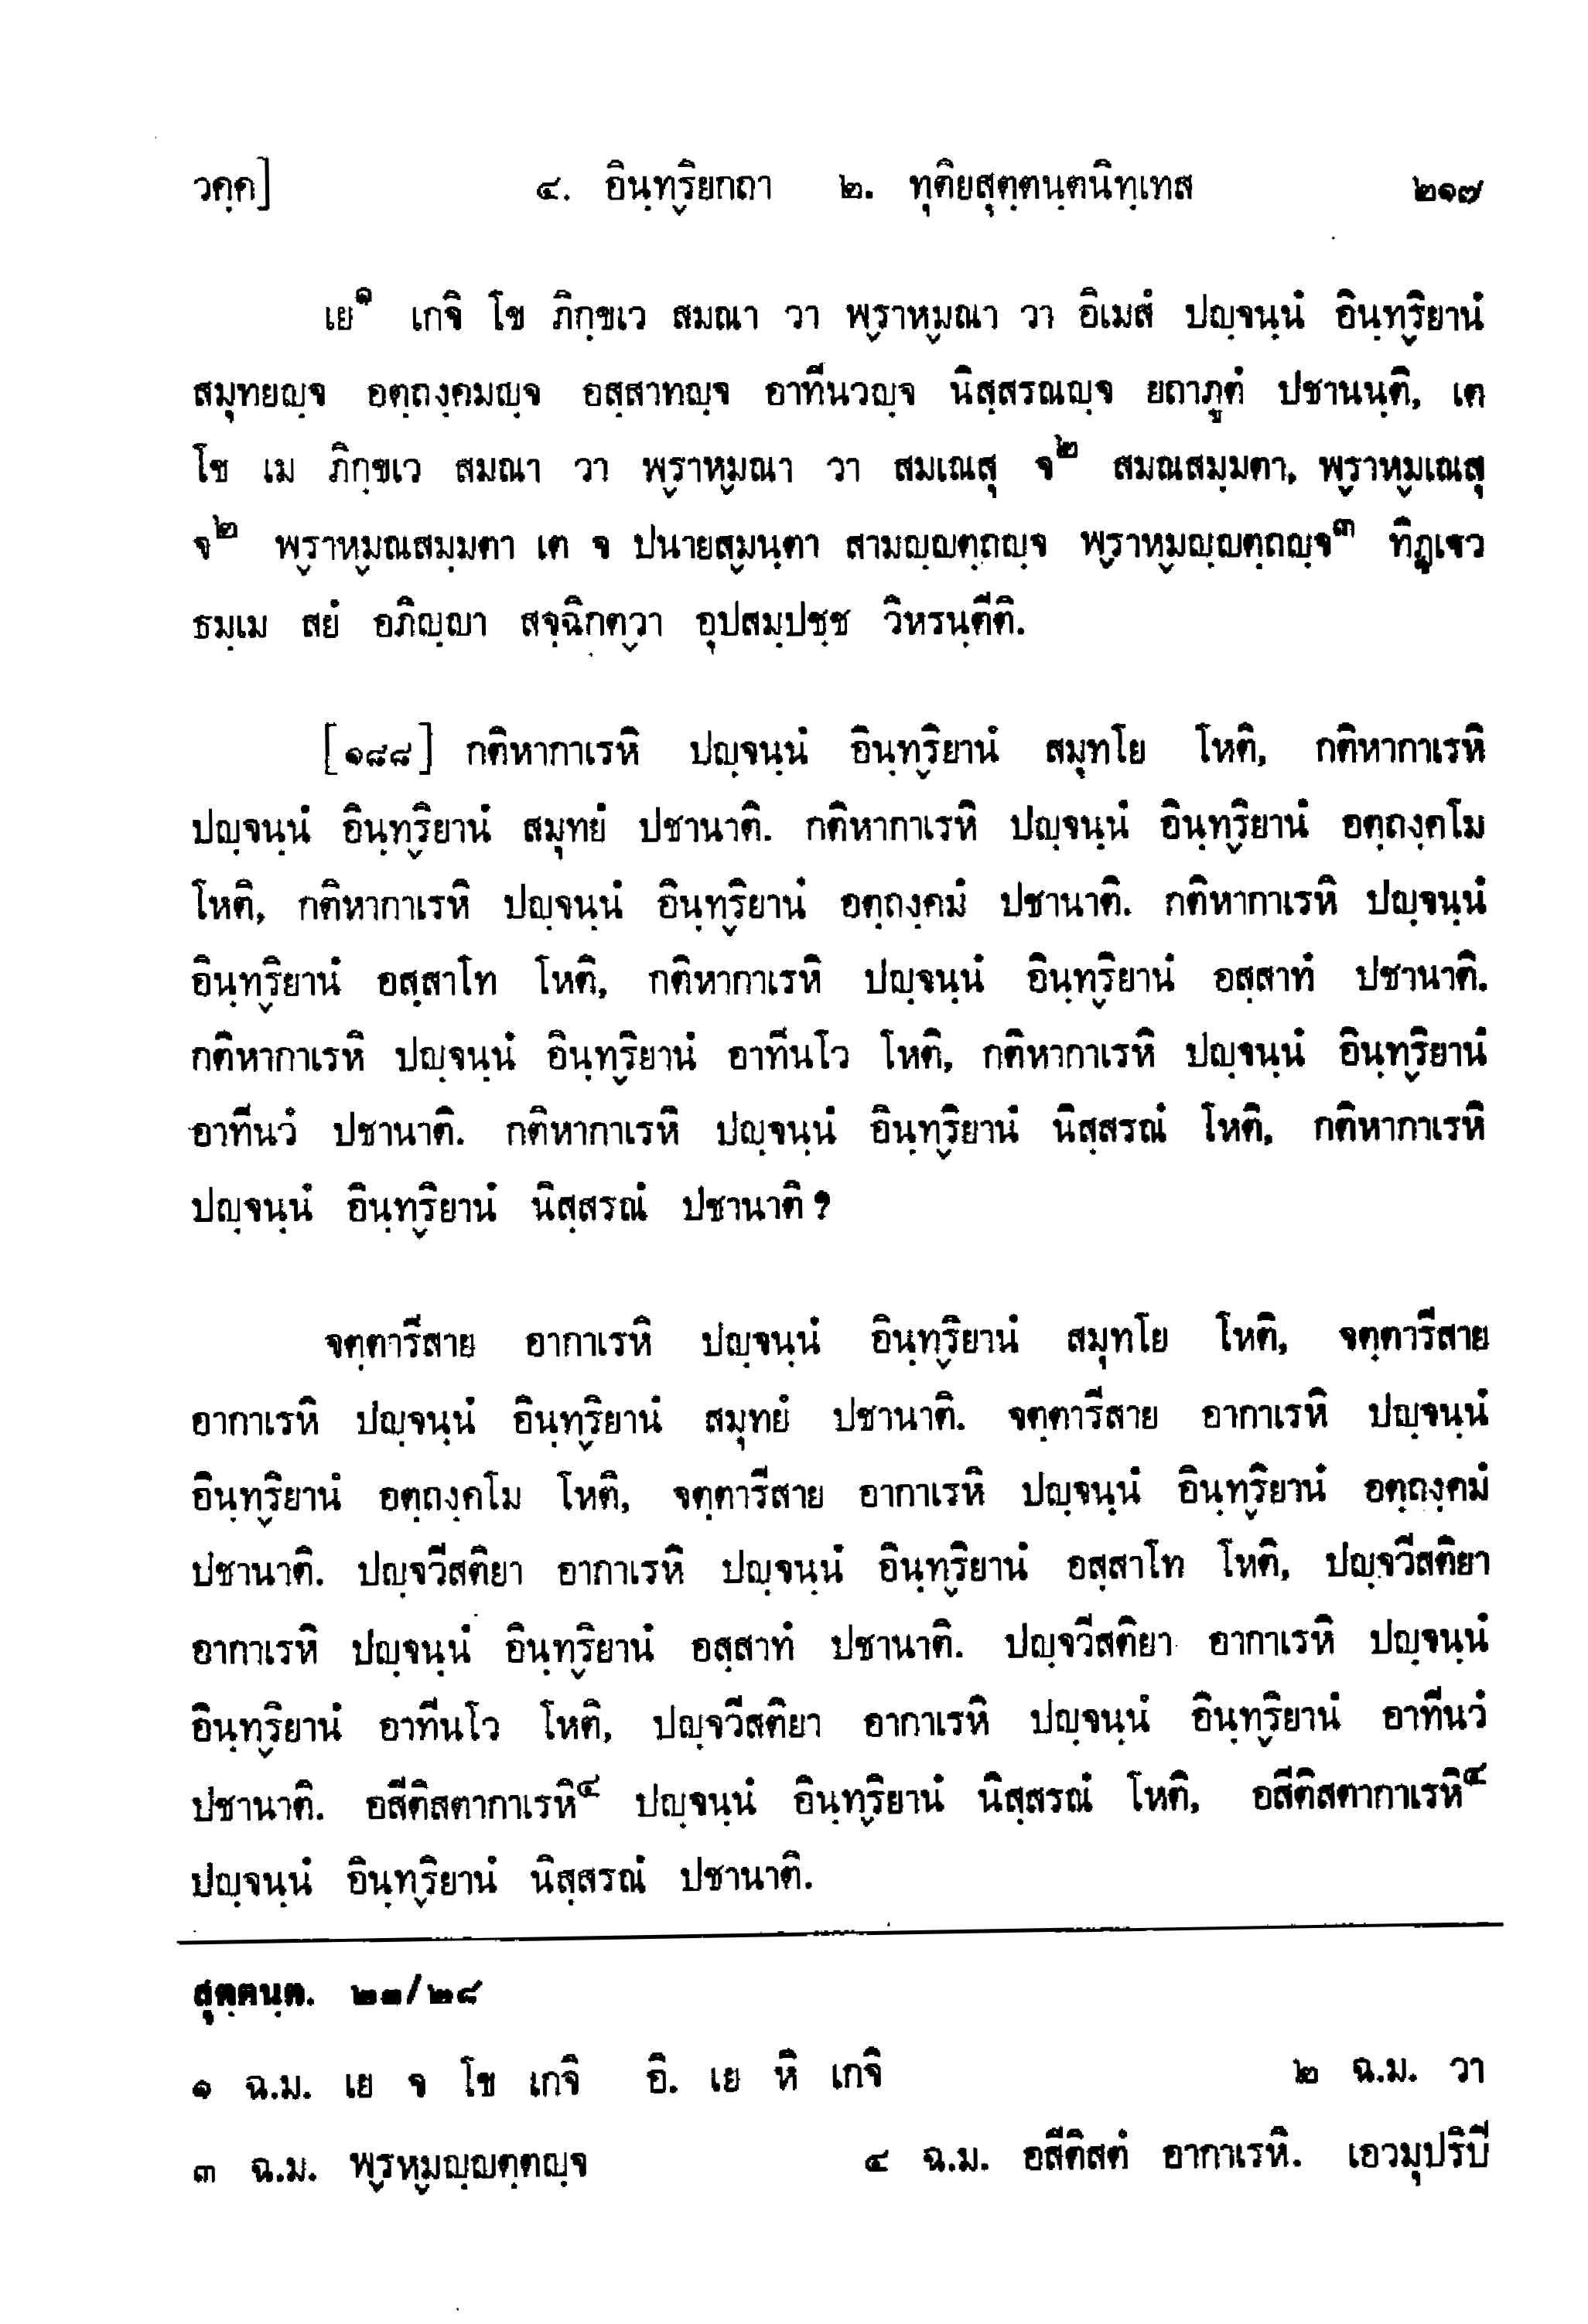 วคฺค]     ๔. อินฺทฺริยกถา   ๒. ทุติยสุตฺตนฺตนิทฺเทส     ๒๑๗
เย๑ เกจิ โข ภิกฺขเว สมณา วา พฺราหฺมณา วา อิเมสํ ปญฺจนฺนํ อินฺทฺริยานํ
สมุทยญฺจ อตฺถงฺคมญฺจ อสฺสาทญฺจ อาทีนวญฺจ นิสฺสรณญฺจ ยถาภูตํ ปชานนฺติ, เต
โข เม ภิกฺขเว สมณา วา พฺราหฺมณา วา สมเณสุ จ๒ สมณสมฺมตา, พฺราหฺมเณสุ
จ๒ พฺราหฺมณสมฺมตา เต จ ปนายสฺมนฺตา สามญฺญตฺถญฺจ พฺราหฺมญฺญตฺถญฺจ๓ ทิฏฺเฐว
ธมฺเม สยํ อภิญฺญา สจฺฉิกตฺวา อุปสมฺปชฺช วิหรนฺตีติ.
[๑๘๘] กติหากาเรหิ ปญฺจนฺนํ อินฺทฺริยานํ สมุทโย โหติ, กติหากาเรหิ
ปญฺจนฺนํ อินฺทฺริยานํ สมุทยํ ปชานาติ. กติหากาเรหิ ปญฺจนฺนํ อินฺทฺริยานํ อตฺถงฺคโม
โหติ, กติหากาเรหิ ปญฺจนฺนํ อินฺทฺริยานํ อตฺถงฺคมํ ปชานาติ. กติหากาเรหิ ปญฺจนฺนํ
อินฺทฺริยานํ อสฺสาโท โหติ, กติหากาเรหิ ปญฺจนฺนํ อินฺทฺริยานํ อสฺสาทํ ปชานาติ.
กติหากาเรหิ ปญฺจนฺนํ อินฺทฺริยานํ อาทีนโว โหติ, กติหากาเรหิ ปญฺจนฺนํ อินฺทฺริยานํ
อาทีนวํ ปชานาติ. กติหากาเรหิ ปญฺจนฺนํ อินฺทฺริยานํ นิสฺสรณํ โหติ, กติหากาเรหิ
ปญฺจนฺนํ อินฺทฺริยานํ นิสฺสรณํ ปชานาติ ?
จตฺตารีสาย อากาเรหิ ปญฺจนฺนํ อินฺทฺริยานํ สมุทโย โหติ, จตฺตารีสาย
อากาเรหิ ปญฺจนฺนํ อินฺทฺริยานํ สมุทยํ ปชานาติ. จตฺตารีสาย อากาเรหิ ปญฺจนฺนํ
อินฺทฺริยานํ อตฺถงฺคโม โหติ, จตฺตารีสาย อากาเรหิ ปญฺจนฺนํ อินฺทฺริยานํ อตฺถงฺคมํ
ปชานาติ. ปญฺจวีสติยา อากาเรหิ ปญฺจนฺนํ อินฺทฺริยานํ อสฺสาโท โหติ, ปญฺจวีสติยา
อากาเรหิ ปญฺจนฺนํ อินฺทฺริยานํ อสฺสาทํ ปชานาติ. ปญฺจวีสติยา อากาเรหิ ปญฺจนฺนํ
อินฺทฺริยานํ อาทีนโว โหติ, ปญฺจวีสติยา อากาเรหิ ปญฺจนฺนํ อินฺทฺริยานํ อาทีนวํ
ปชานาติ. อสีติสตากาเรหิ๔ ปญฺจนฺนํ อินฺทฺริยานํ นิสฺสรณํ โหติ, อสีติสตากาเรหิ๔
ปญฺจนฺนํ อินฺทฺริยานํ นิสฺสรณํ ปชานาติ.
สุตฺตนฺต. ๒๓/๒๘
๑ ฉ.ม. เย จ โข เกจิ   อิ. เย หิ เกจิ     ๒ ฉ.ม. วา
๓ ฉ.ม. พฺรหฺมญฺญตฺตญฺจ     ๔ ฉ.ม. อสีติสตํ อากาเรหิ. เอวมุปริปี